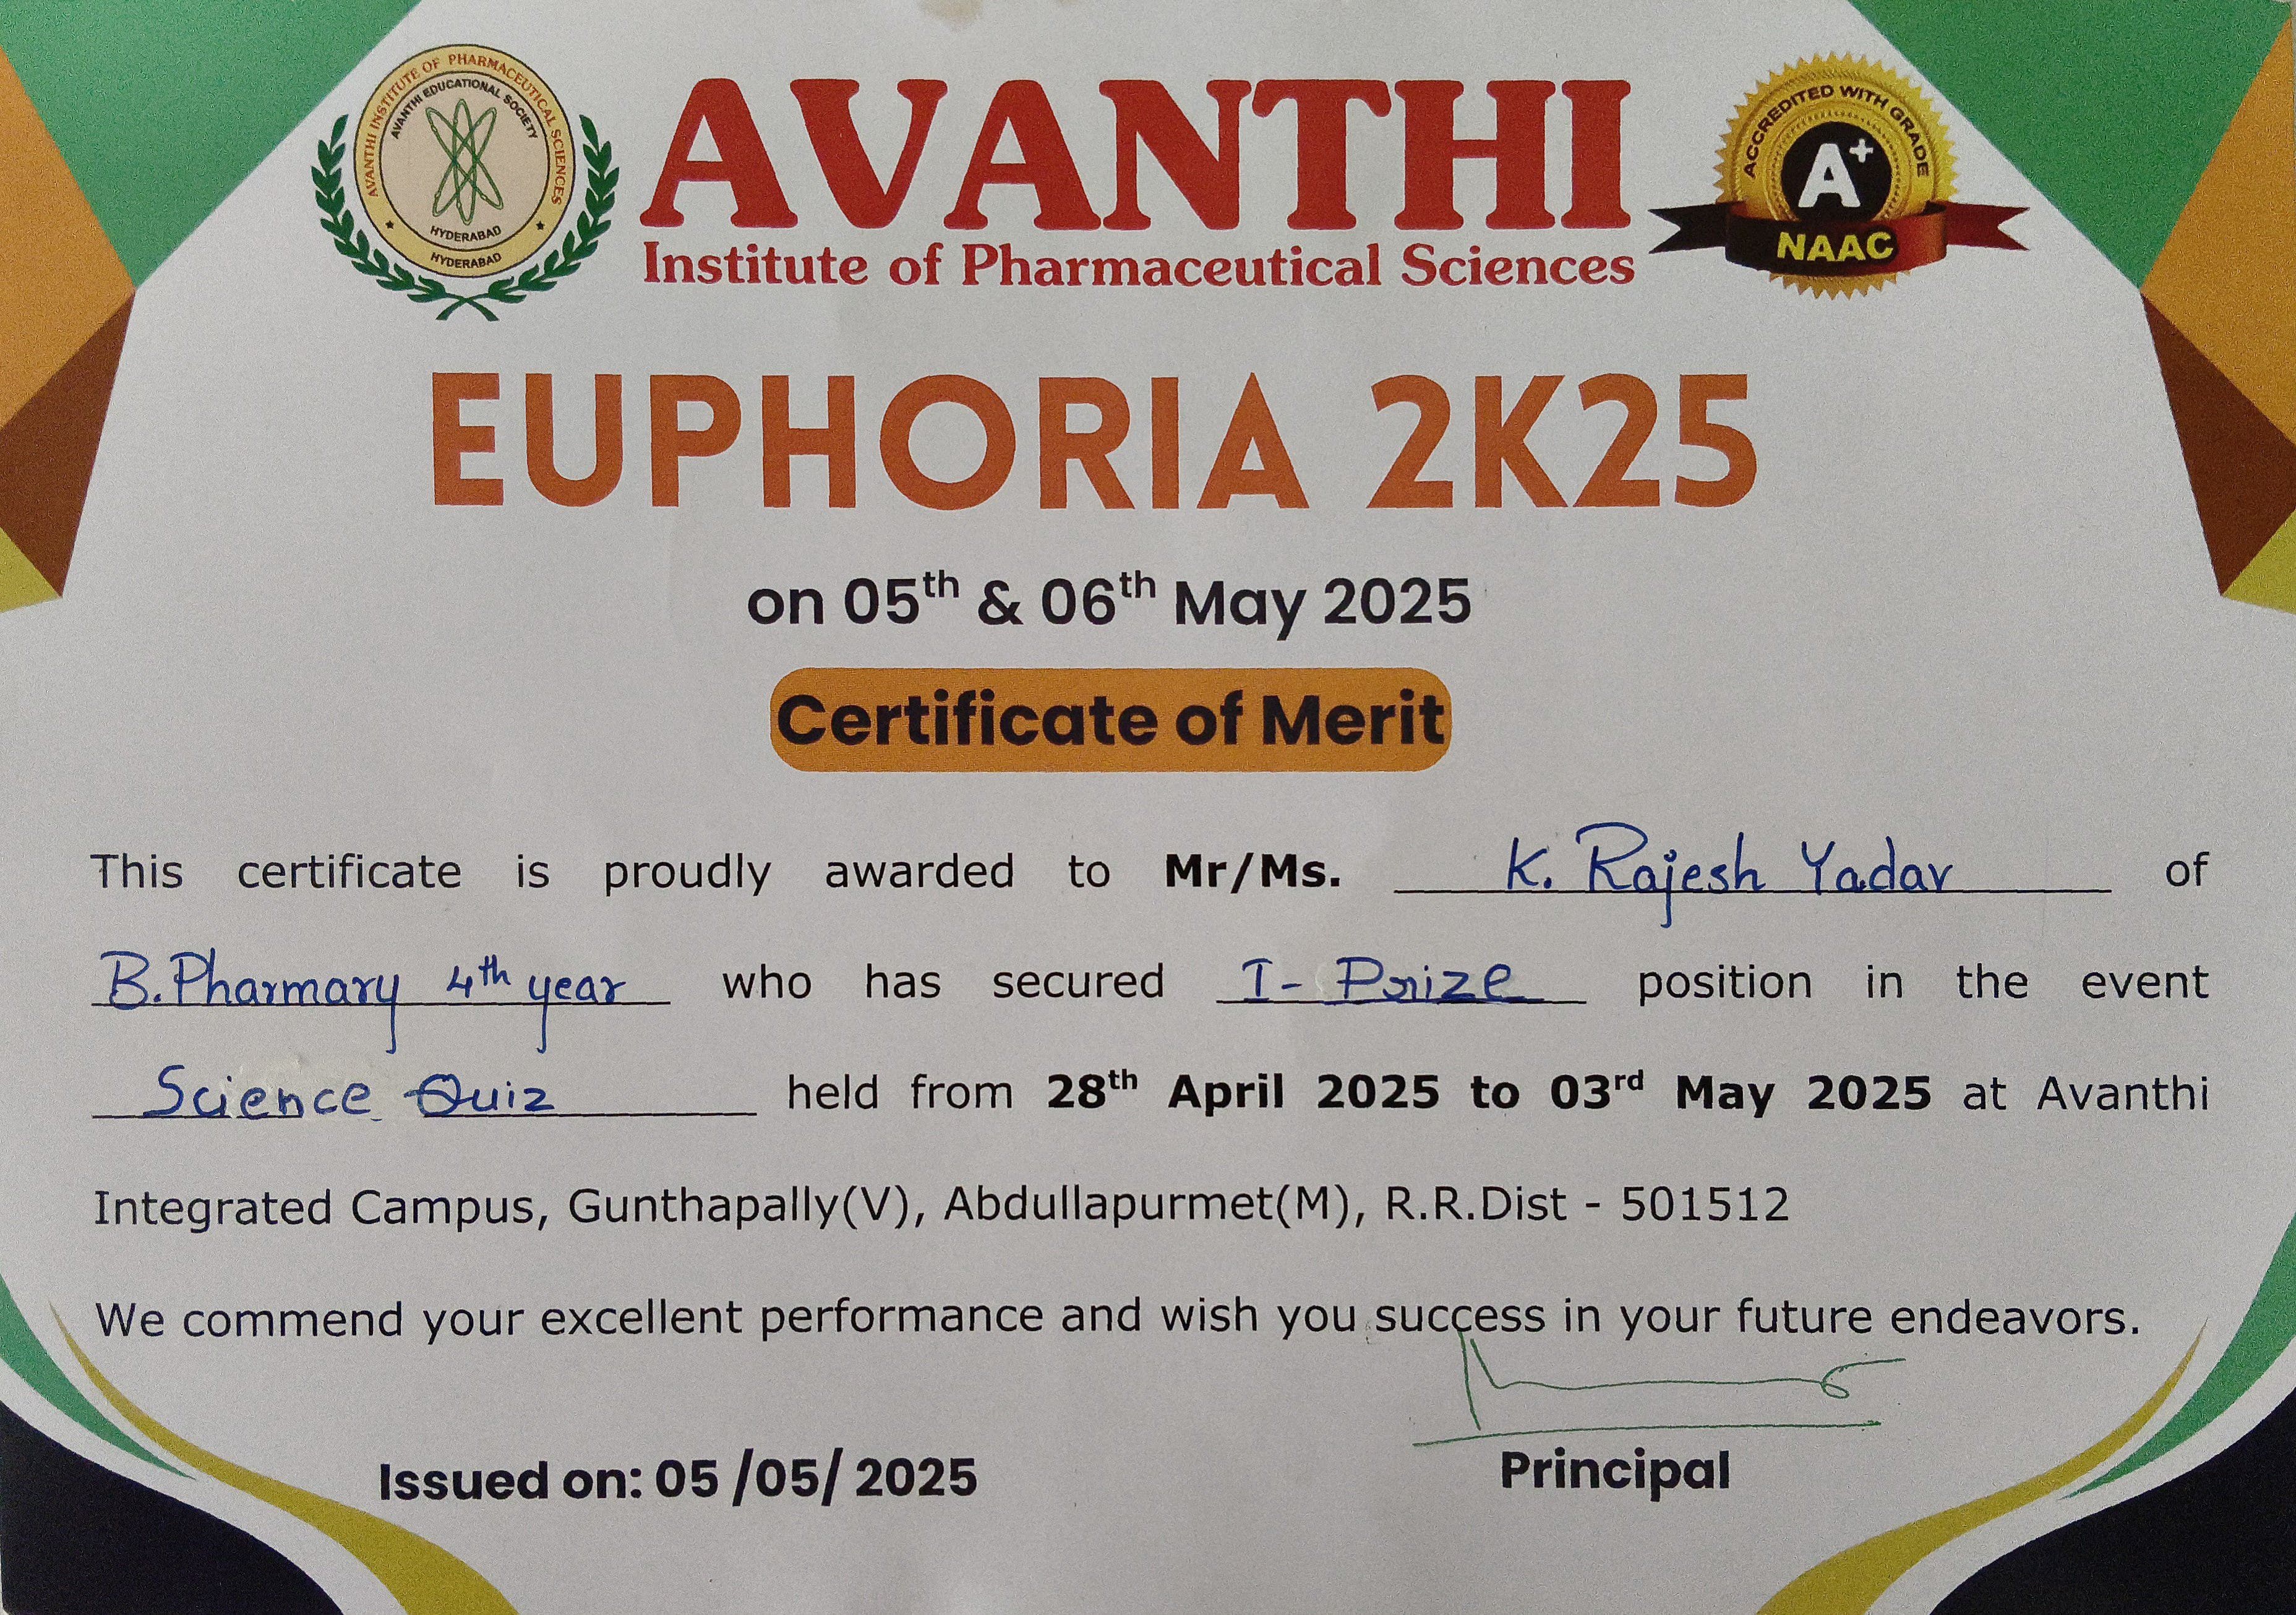 AVANTHI INSTITUTE OF PHARMACEUTICAL SCIENCES
AVANTHI EDUCATIONAL SOCIETY
HYDERABAD
HYDERABAD
AVANTHI
Institute of Pharmaceutical Sciences
ACCREDITED WITH GRADE
A+
NAAC
EUPHORIA 2K25
on 05th & 06th May 2025
Certificate of Merit
This certificate is proudly awarded to Mr/Ms. K. Rajesh Yadav of
B.Pharmary 4th year who has secured I- Prize position in the event
Science Quiz held from 28th April 2025 to 03rd May 2025 at Avanthi
Integrated Campus, Gunthapally(V), Abdullapurmet(M), R.R.Dist - 501512
We commend your excellent performance and wish you success in your future endeavors.
Issued on: 05 /05/ 2025
Principal